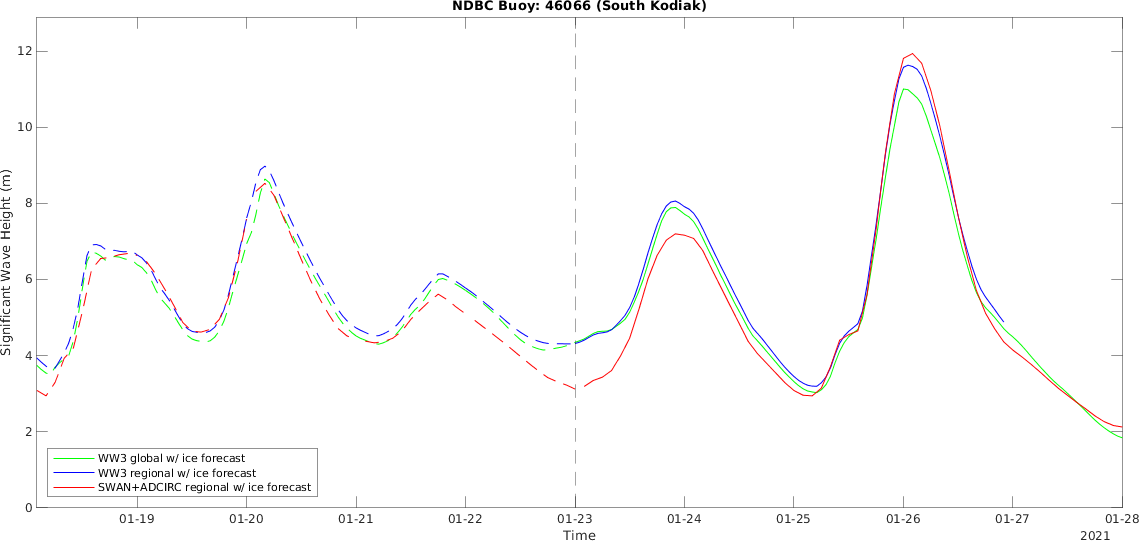 NDBC Buoy: 46066 (South Kodiak)
12
10
8
6
4
2
0
Significant Wave Height (m)
WW3 global w/ ice forecast
WW3 regional w/ ice forecast
SWAN+ADCIRC regional w/ ice forecast
01-19 01-20 01-21 01-22 01-23 01-24 01-25 01-26 01-27 01-28
Time
2021